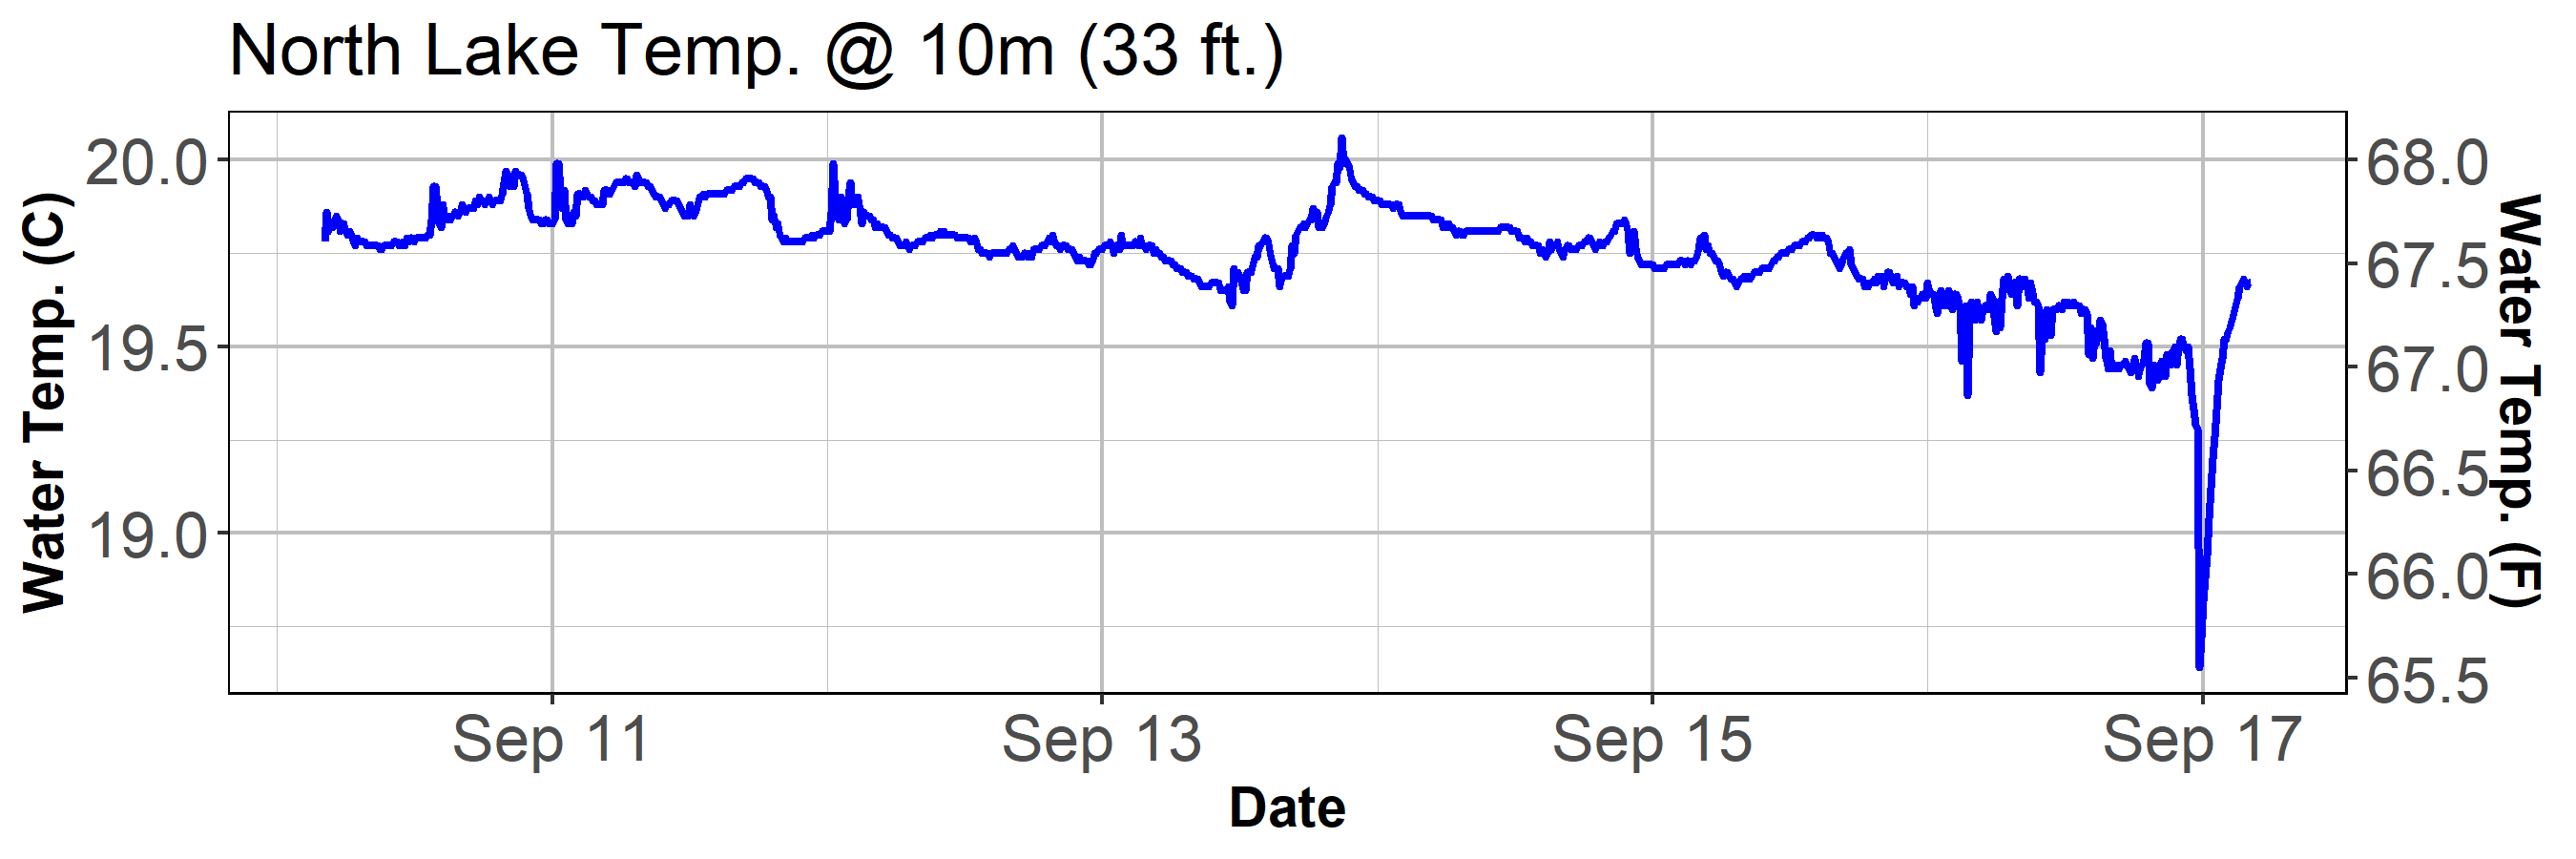 North Lake Temp. @ 10m (33 ft.)
Water Temp. (C)
20.0
19.5
19.0
68.0
67.5
67.0
66.5
66.0
65.5
Water Temp. (F)
Sep 11
Sep 13
Sep 15
Sep 17
Date